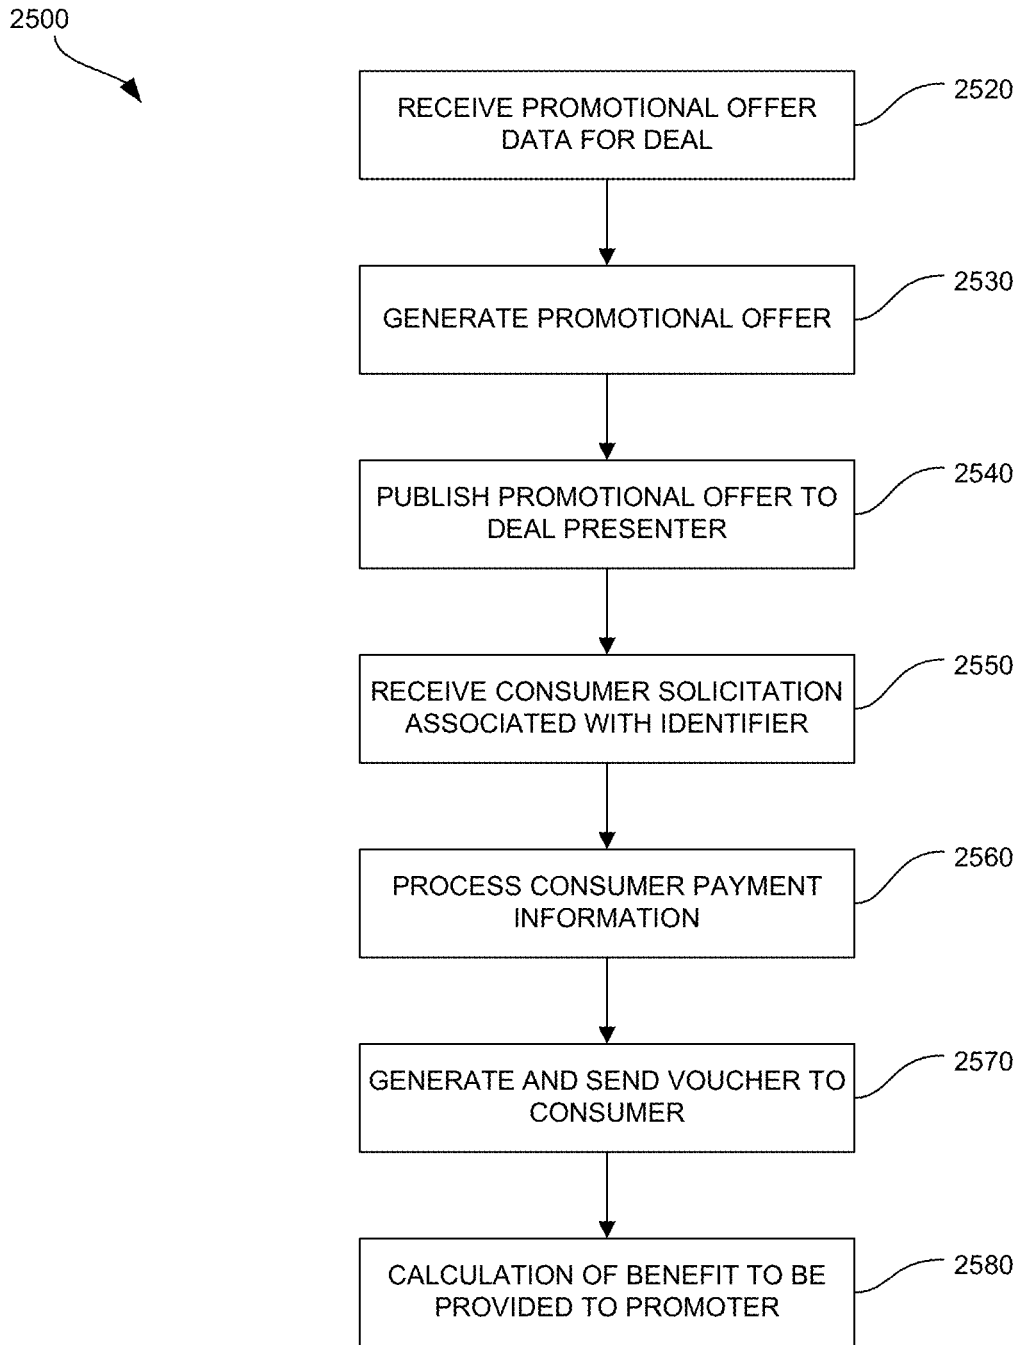 2500
RECEIVE PROMOTIONAL OFFER
DATA FOR DEAL
2520
GENERATE PROMOTIONAL OFFER
2530
PUBLISH PROMOTIONAL OFFER TO
DEAL PRESENTER
2540
RECEIVE CONSUMER SOLICITATION
ASSOCIATED WITH IDENTIFIER
2550
PROCESS CONSUMER PAYMENT
INFORMATION
2560
GENERATE AND SEND VOUCHER TO
CONSUMER
2570
CALCULATION OF BENEFIT TO BE
PROVIDED TO PROMOTER
2580